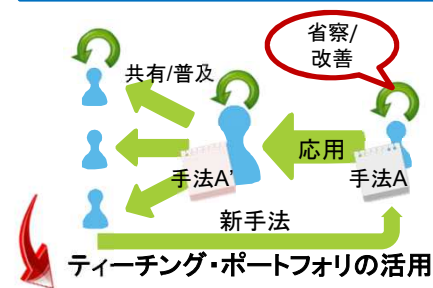 省察/
改善
共有/普及
応用
手法A'
手法A
新手法
ティーチング・ポートフォリの活用